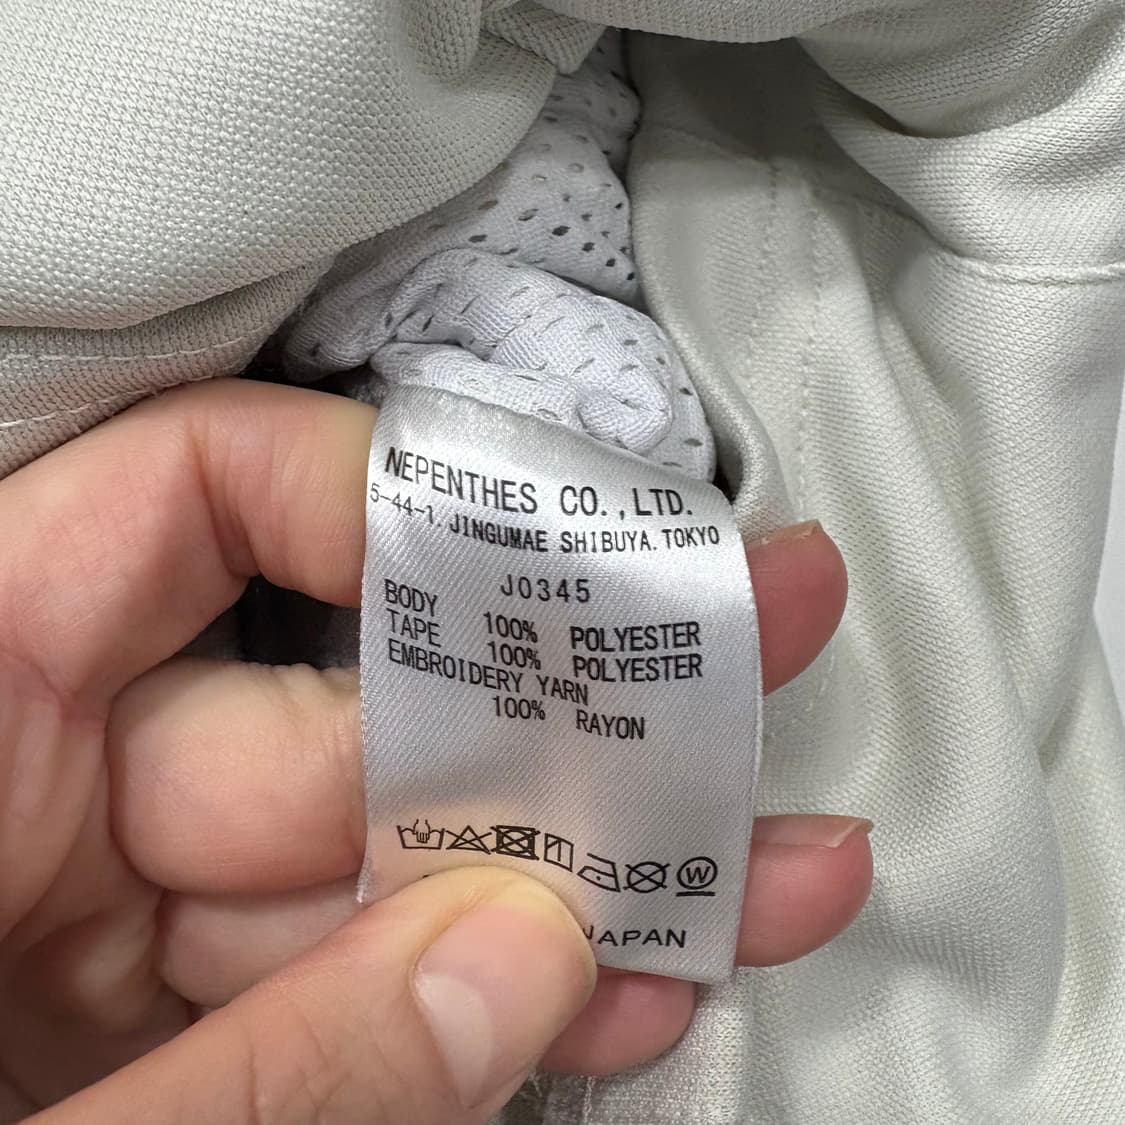 NEPENTHES CO.,LTD.
5-44-1. JINGUMAE SHIBUYA. TOKYO
J0345
BODY
100% POLYESTER
TAPE
100% POLYESTER
EMBROIDERY YARN
100% RAYON
W
JAPAN